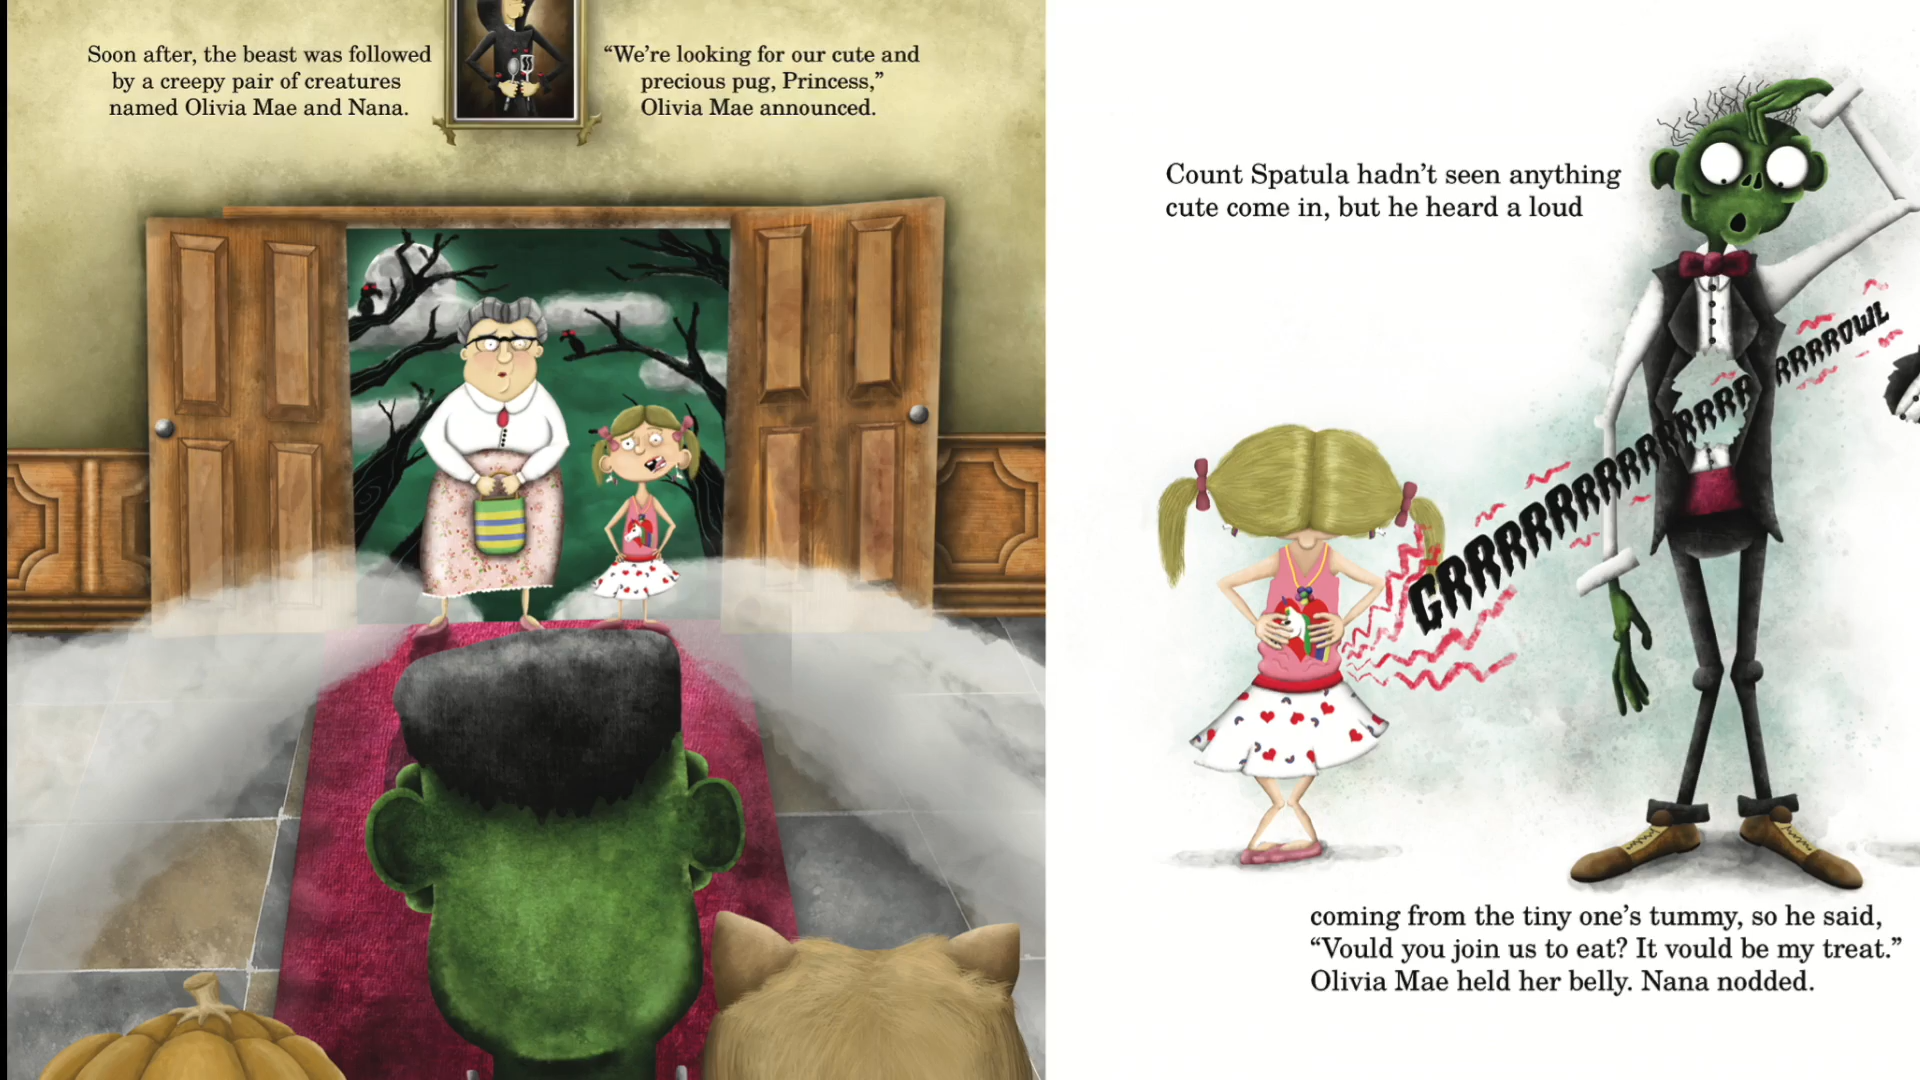 Soon after, the beast was followed
by a creepy pair of creatures
named Olivia Mae and Nana.
“We’re looking for our cute and
precious pug, Princess,”
Olivia Mae announced.
Count Spatula hadn’t seen anything
cute come in, but he heard a loud
GRRRRRRRRRRRRRRRRRRROWL
coming from the tiny one’s tummy, so he said,
“Vould you join us to eat? It vould be my treat.”
Olivia Mae held her belly. Nana nodded.